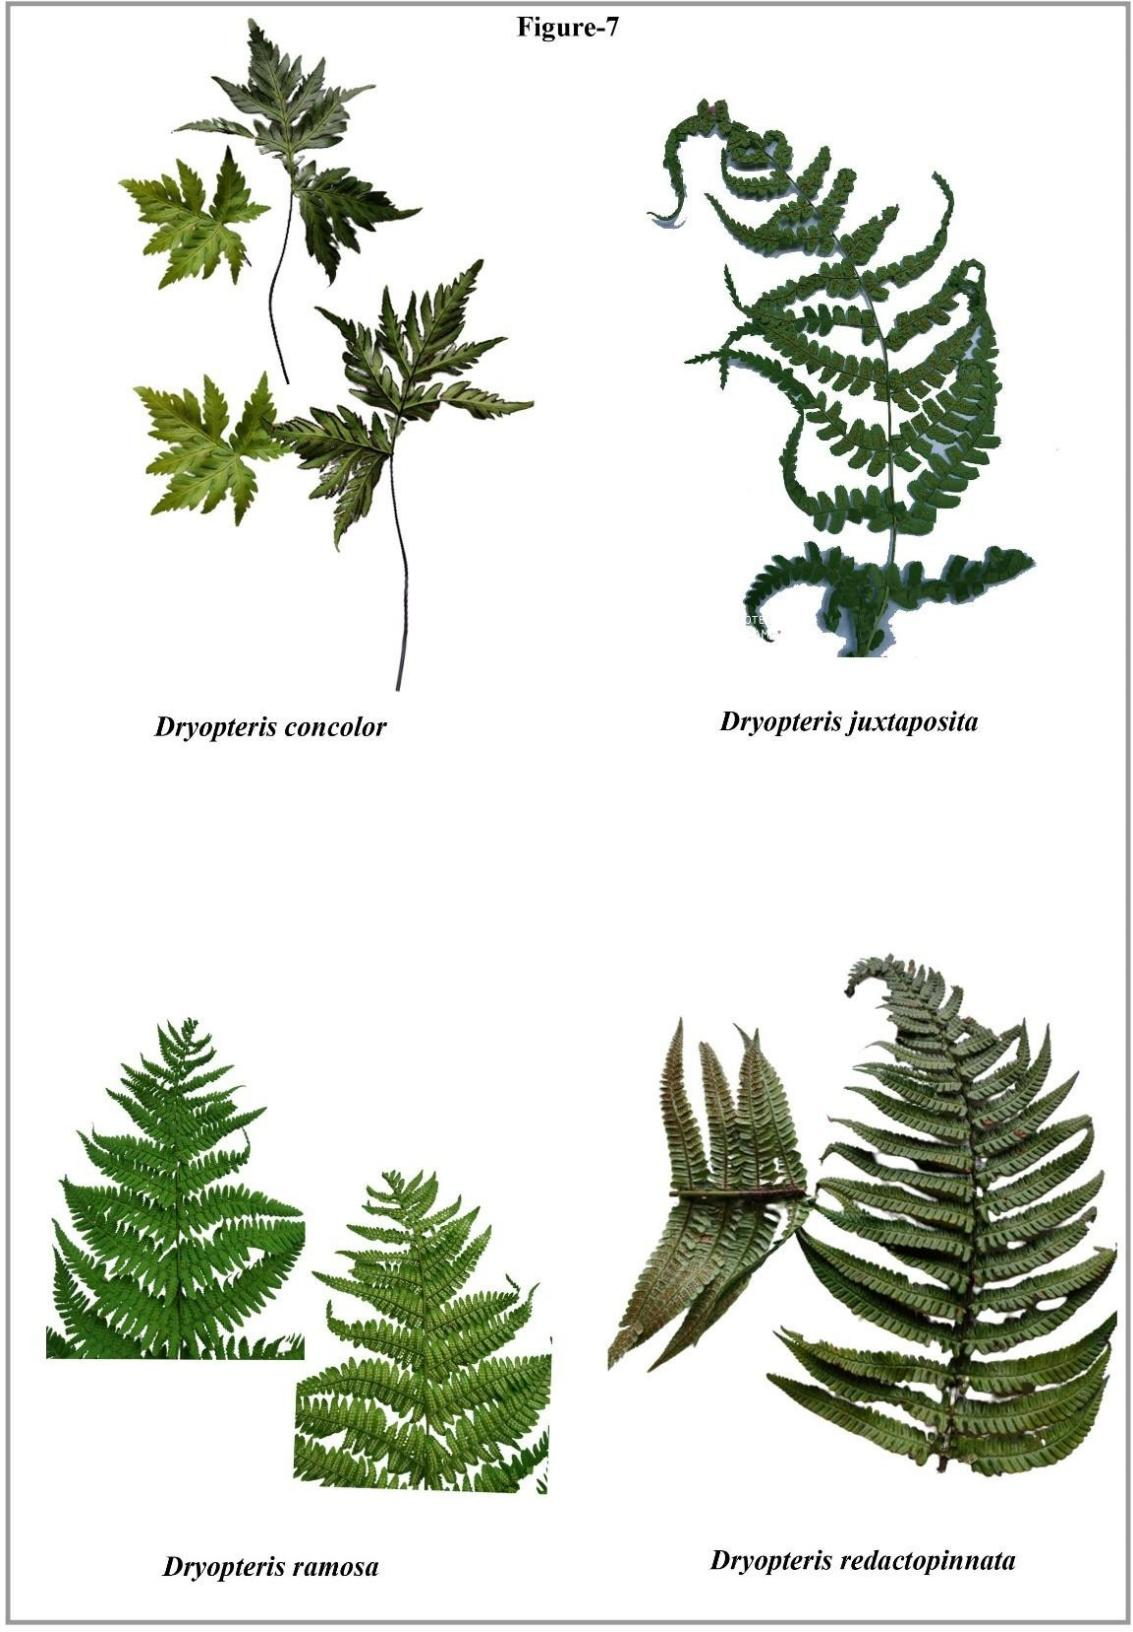 Figure-7
Dryopteris concolor
Dryopteris juxtaposita
Dryopteris ramosa
Dryopteris redactopinnata